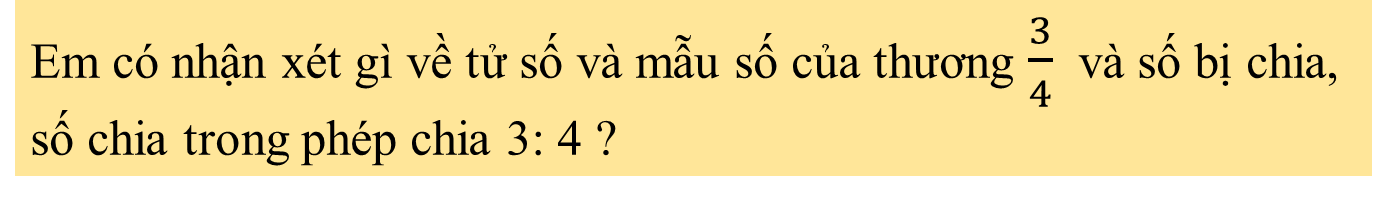 Em có nhận xét gì về tử số và mẫu số của thương 3/4 và số bị chia,
số chia trong phép chia 3: 4 ?